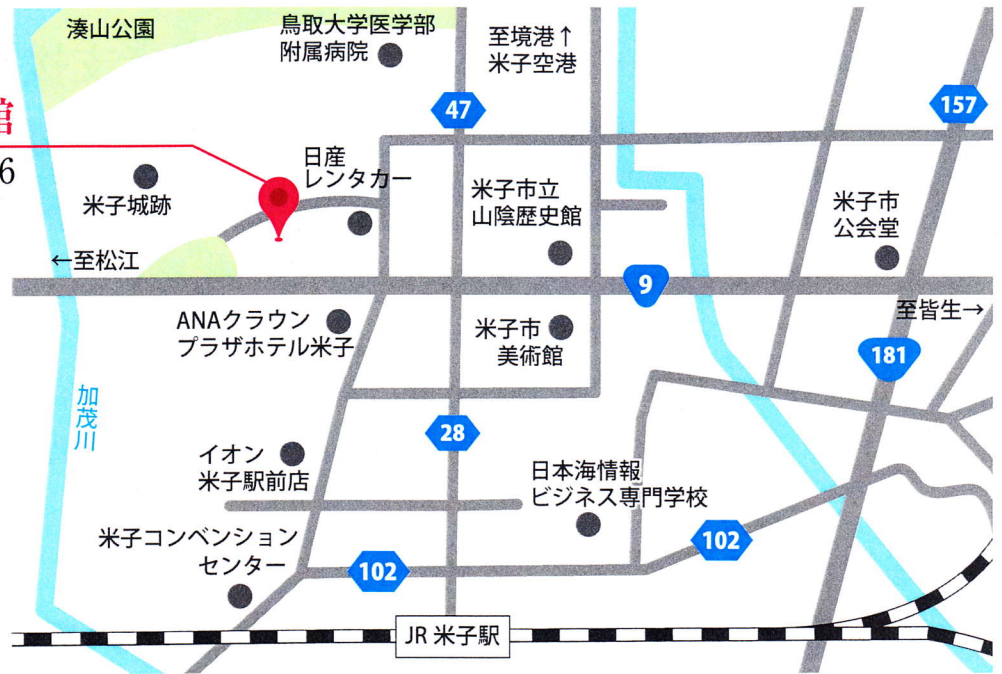 湊山公園
鳥取大学医学部
附属病院
至境港↑
米子空港
47
157
館
6
米子城跡
日産
レンタカー
米子市立
山陰歴史館
米子市
公会堂
←至松江
9
ANAクラウン
プラザホテル米子
米子市
美術館
至皆生→
181
加茂川
28
イオン
米子駅前店
日本海情報
ビジネス専門学校
米子コンベンション
センター
102
102
JR 米子駅